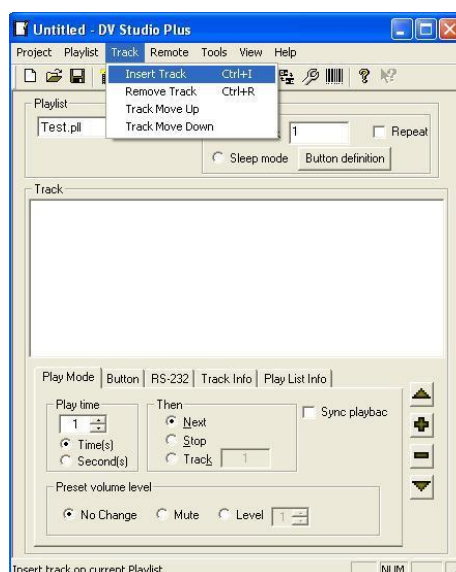 Untitled - DV Studio Plus
Project Playlist Track Remote Tools View Help
Insert Track Ctrl+I
Remove Track Ctrl+R
Track Move Up
Track Move Down
Playlist
Test.pll
1
Repeat
Sleep mode
Button definition
Track
Play Mode Button RS-232 Track Info Play List Info
Play time
1
Time(s)
Second(s)
Then
Next
Stop
Track 1
Sync playbac
Preset volume level
No Change Mute Level 1
Insert track on current Playlist NUM